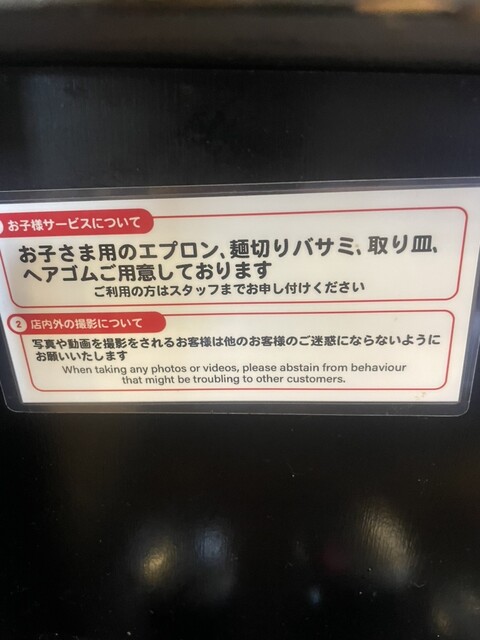 お子様サービスについて
お子さま用のエプロン、麺切りバサミ、取り皿、
ヘアゴムご用意しております
ご利用の方はスタッフまでお申し付けください
2 店内外の撮影について
写真や動画を撮影をされるお客様は他のお客様のご迷惑にならないように
お願いいたします
When taking any photos or videos, please abstain from behaviour
that might be troubling to other customers.